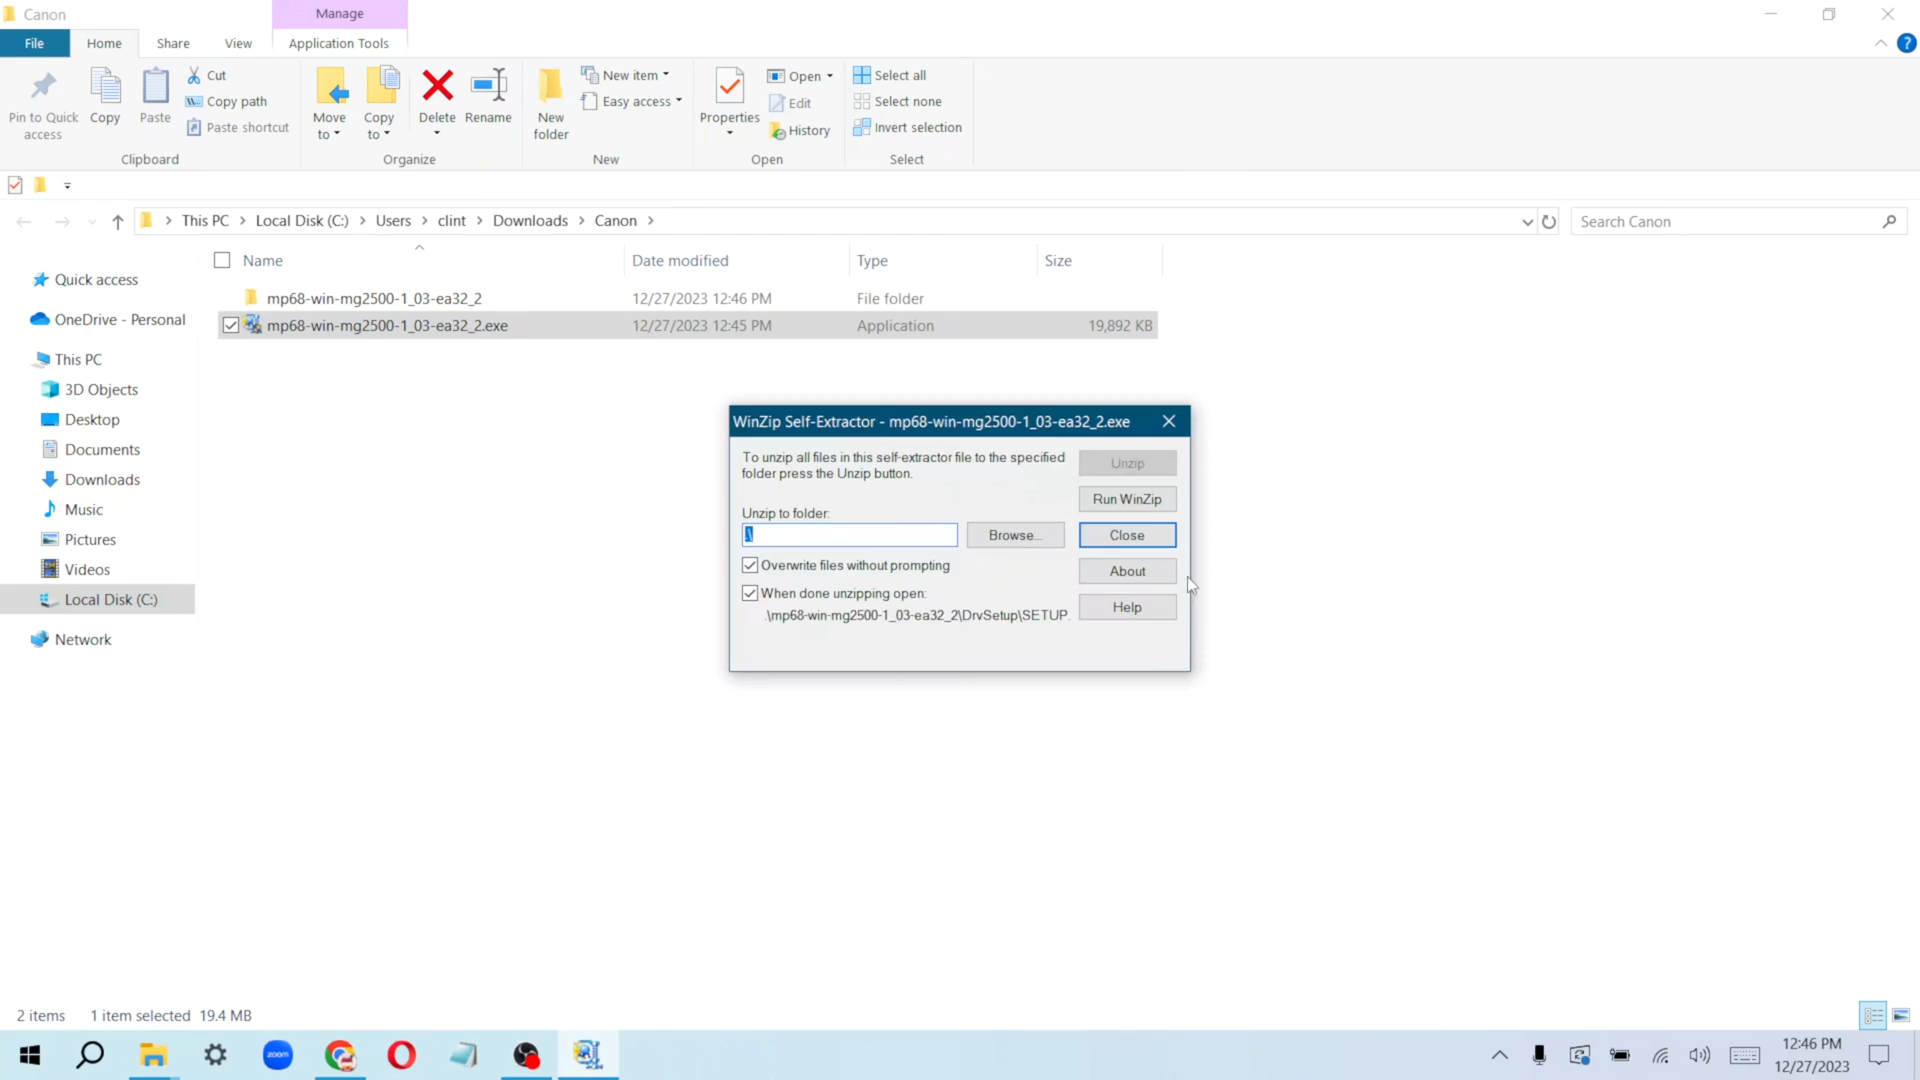 Canon
Manage
File
Home
Share
View
Application Tools
Pin to Quick
access
Copy
Paste
Cut
Copy path
Paste shortcut
Clipboard
Move
to
Copy
to
Delete
Rename
Organize
New
folder
New item
Easy access
New
Properties
Open
Edit
History
Open
Select all
Select none
Invert selection
Select
This PC
Local Disk (C:)
Users
clint
Downloads
Canon
Search Canon
Name
Date modified
Type
Size
mp68-win-mg2500-1_03-ea32_2
12/27/2023 12:46 PM
File folder
mp68-win-mg2500-1_03-ea32_2.exe
12/27/2023 12:45 PM
Application
19,892 KB
Quick access
OneDrive - Personal
This PC
3D Objects
Desktop
Documents
Downloads
Music
Pictures
Videos
Local Disk (C:)
Network
WinZip Self-Extractor - mp68-win-mg2500-1_03-ea32_2.exe
To unzip all files in this self-extractor file to the specified
folder press the Unzip button.
Unzip to folder:
.\
Browse...
Overwrite files without prompting
When done unzipping open:
.\mp68-win-mg2500-1_03-ea32_2\DrvSetup\SETUP.
Unzip
Run WinZip
Close
About
Help
2 items
1 item selected 19.4 MB
zoom
12:46 PM
12/27/2023